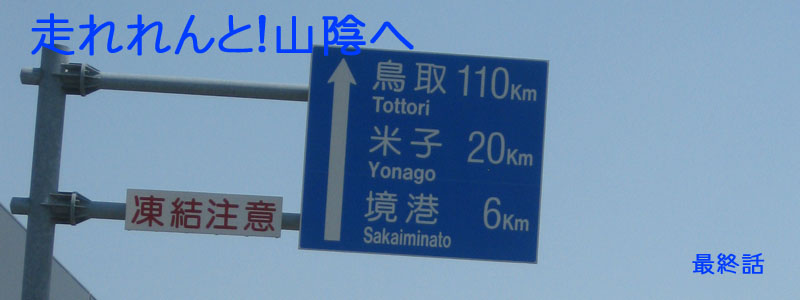 走れれれんと!山陰へ
鳥取 110Km
Tottori
米子 20Km
Yonago
境港 6Km
Sakaiminato
凍結注意
最終話